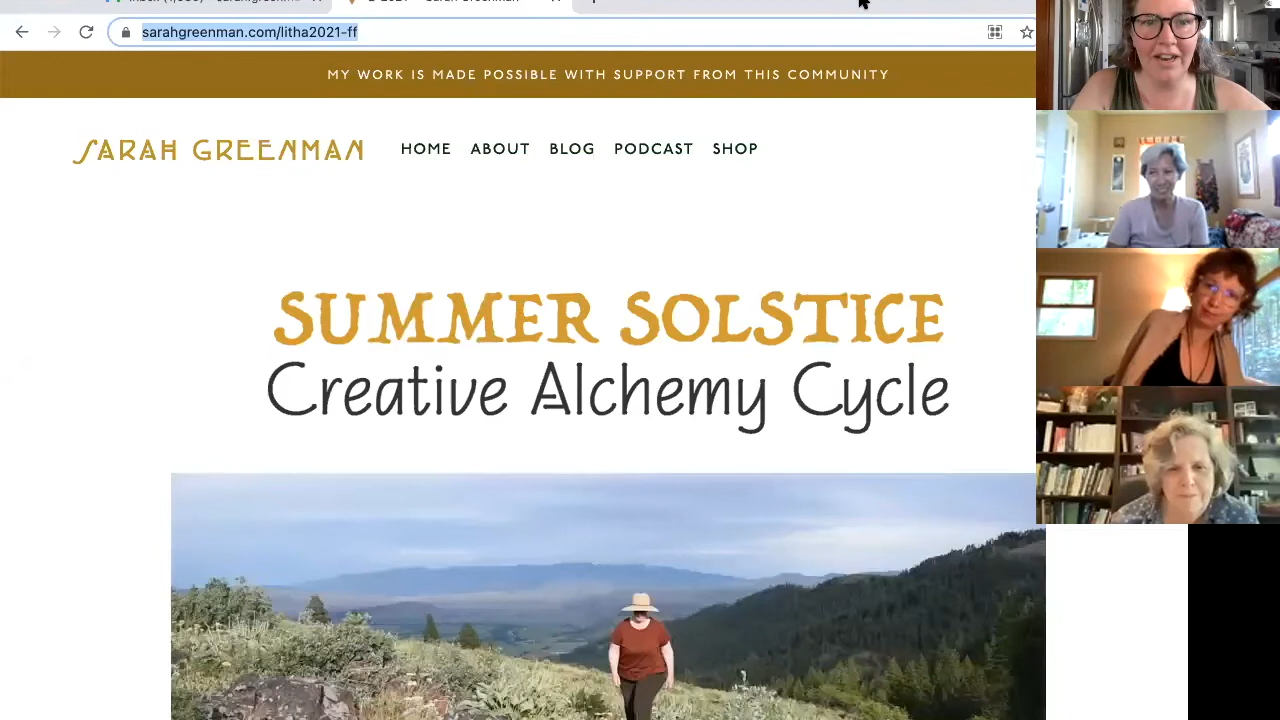 sarahgreenman.com/litha2021-ff
MY WORK IS MADE POSSIBLE WITH SUPPORT FROM THIS COMMUNITY
SARAH GREENMAN
HOME ABOUT BLOG PODCAST SHOP
SUMMER SOLSTICE
Creative Alchemy Cycle